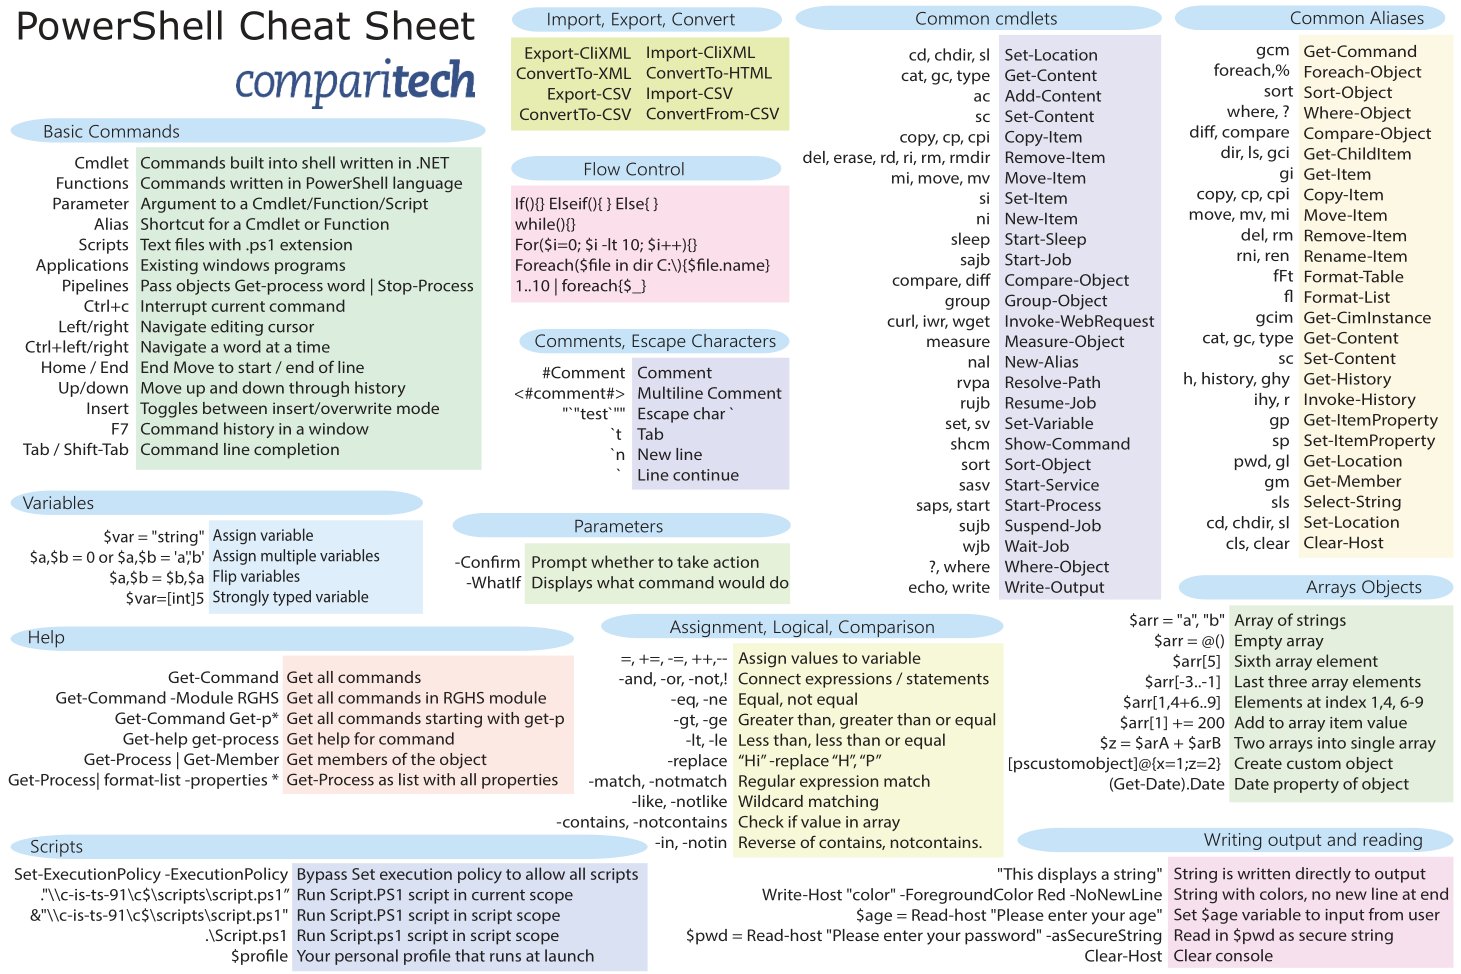 PowerShell Cheat Sheet
comparitech
Basic Commands
Cmdlet Commands built into shell written in .NET
Functions Commands written in PowerShell language
Parameter Argument to a Cmdlet/Function/Script
Alias Shortcut for a Cmdlet or Function
Scripts Text files with .ps1 extension
Applications Existing windows programs
Pipelines Pass objects Get-process word | Stop-Process
Ctrl+c Interrupt current command
Left/right Navigate editing cursor
Ctrl+left/right Navigate a word at a time
Home / End End Move to start / end of line
Up/down Move up and down through history
Insert Toggles between insert/overwrite mode
F7 Command history in a window
Tab / Shift-Tab Command line completion
Variables
$var = "string" Assign variable
$a,$b = 0 or $a,$b = 'a','b' Assign multiple variables
$a,$b = $b,$a Flip variables
$var=[int]5 Strongly typed variable
Help
Get-Command Get all commands
Get-Command -Module RGHS Get all commands in RGHS module
Get-Command Get-p* Get all commands starting with get-p
Get-help get-process Get help for command
Get-Process | Get-Member Get members of the object
Get-Process| format-list -properties * Get-Process as list with all properties
Scripts
Set-ExecutionPolicy -ExecutionPolicy Bypass Set execution policy to allow all scripts
."\\c-is-ts-91\c$\scripts\script.ps1” Run Script.PS1 script in current scope
&"\\c-is-ts-91\c$\scripts\script.ps1" Run Script.PS1 script in script scope
.\Script.ps1 Run Script.ps1 script in script scope
$profile Your personal profile that runs at launch
Import, Export, Convert
Export-CliXML Import-CliXML
ConvertTo-XML ConvertTo-HTML
Export-CSV Import-CSV
ConvertTo-CSV ConvertFrom-CSV
Flow Control
If(){} Elseif(){ } Else{ }
while(){}
For($i=0; $i -lt 10; $i++){}
Foreach($file in dir C:\){$file.name}
1..10 | foreach{$_}
Comments, Escape Characters
#Comment Comment
<#comment#> Multiline Comment
"`"test`"" Escape char `
`t Tab
`n New line
` Line continue
Parameters
-Confirm Prompt whether to take action
-WhatIf Displays what command would do
Assignment, Logical, Comparison
=, +=, -=, ++,-- Assign values to variable
-and, -or, -not,! Connect expressions / statements
-eq, -ne Equal, not equal
-gt, -ge Greater than, greater than or equal
-lt, -le Less than, less than or equal
-replace “Hi” -replace “H”, “P”
-match, -notmatch Regular expression match
-like, -notlike Wildcard matching
-contains, -notcontains Check if value in array
-in, -notin Reverse of contains, notcontains.
Common cmdlets
cd, chdir, sl Set-Location
cat, gc, type Get-Content
ac Add-Content
sc Set-Content
copy, cp, cpi Copy-Item
del, erase, rd, ri, rm, rmdir Remove-Item
mi, move, mv Move-Item
si Set-Item
ni New-Item
sleep Start-Sleep
sajb Start-Job
compare, diff Compare-Object
group Group-Object
curl, iwr, wget Invoke-WebRequest
measure Measure-Object
nal New-Alias
rvpa Resolve-Path
rujb Resume-Job
set, sv Set-Variable
shcm Show-Command
sort Sort-Object
sasv Start-Service
saps, start Start-Process
sujb Suspend-Job
wjb Wait-Job
?, where Where-Object
echo, write Write-Output
Common Aliases
gcm Get-Command
foreach,% Foreach-Object
sort Sort-Object
where, ? Where-Object
diff, compare Compare-Object
dir, ls, gci Get-ChildItem
gi Get-Item
copy, cp, cpi Copy-Item
move, mv, mi Move-Item
del, rm Remove-Item
rni, ren Rename-Item
fFt Format-Table
fl Format-List
gcim Get-CimInstance
cat, gc, type Get-Content
sc Set-Content
h, history, ghy Get-History
ihy, r Invoke-History
gp Get-ItemProperty
sp Set-ItemProperty
pwd, gl Get-Location
gm Get-Member
sls Select-String
cd, chdir, sl Set-Location
cls, clear Clear-Host
Arrays Objects
$arr = "a", "b" Array of strings
$arr = @() Empty array
$arr[5] Sixth array element
$arr[-3..-1] Last three array elements
$arr[1,4+6..9] Elements at index 1,4, 6-9
$arr[1] += 200 Add to array item value
$z = $arA + $arB Two arrays into single array
[pscustomobject]@{x=1;z=2} Create custom object
(Get-Date).Date Date property of object
Writing output and reading
"This displays a string" String is written directly to output
Write-Host "color" -ForegroundColor Red -NoNewLine String with colors, no new line at end
$age = Read-host "Please enter your age" Set $age variable to input from user
$pwd = Read-host "Please enter your password" -asSecureString Read in $pwd as secure string
Clear-Host Clear console